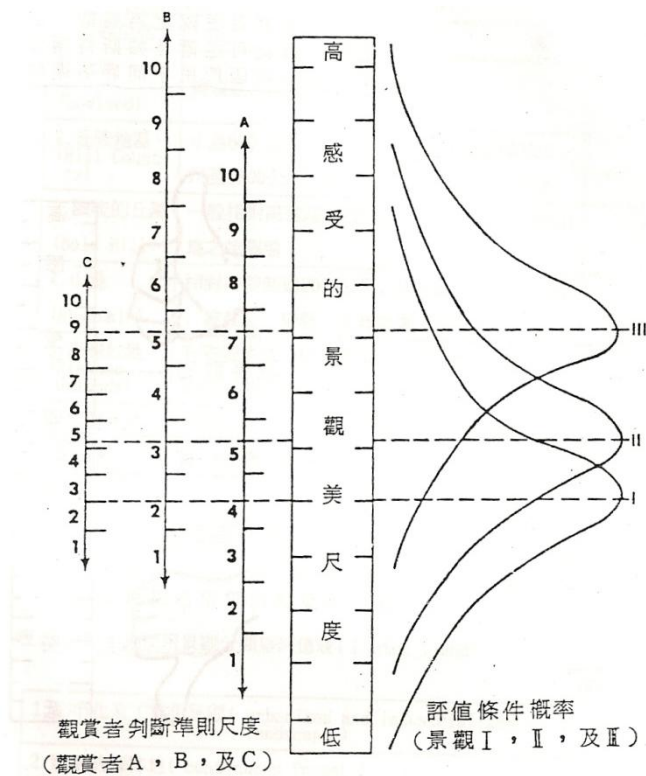 B
10
9
8
7
6
5
4
3
2
1
A
10
9
8
7
6
5
4
3
2
1
C
10
9
8
7
6
5
4
3
2
1
高
感
受
的
景
觀
美
尺
度
低
III
II
I
觀賞者判斷準則尺度
(觀賞者A，B，及C)
評值條件概率
(景觀Ⅰ，Ⅱ，及Ⅲ)